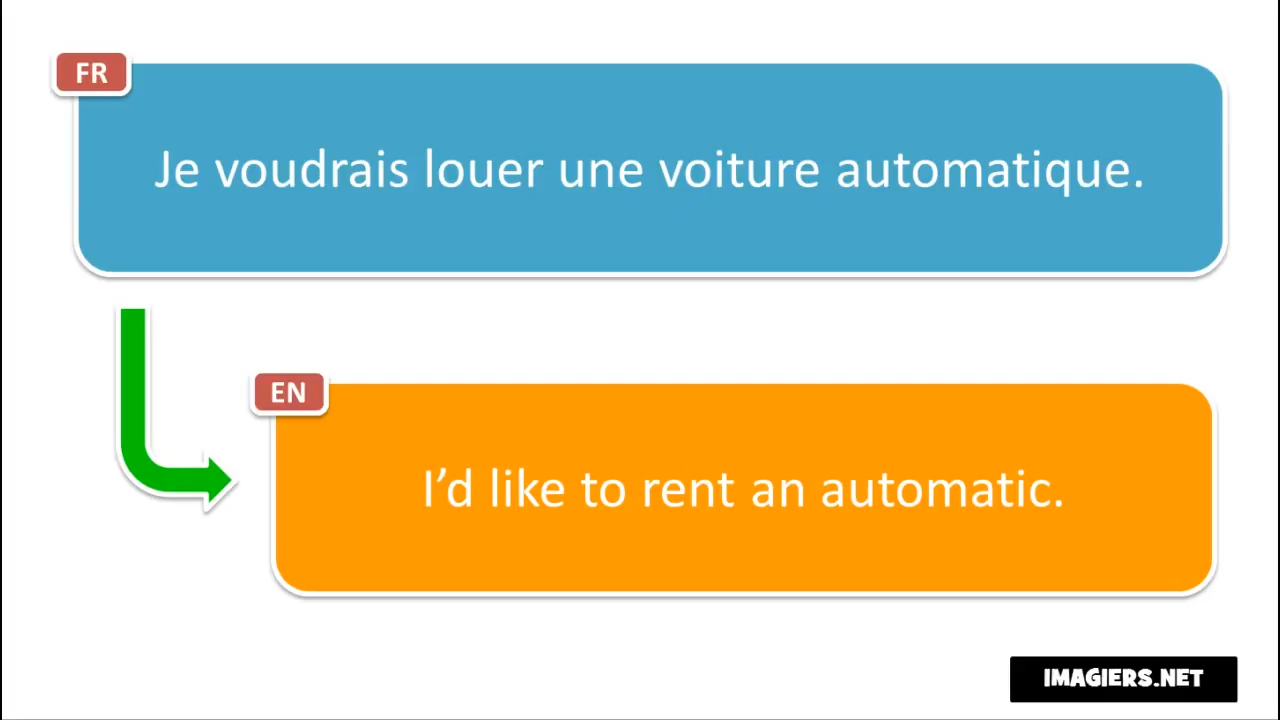 FR
Je voudrais louer une voiture automatique.
EN
I’d like to rent an automatic.
IMAGIERS.NET